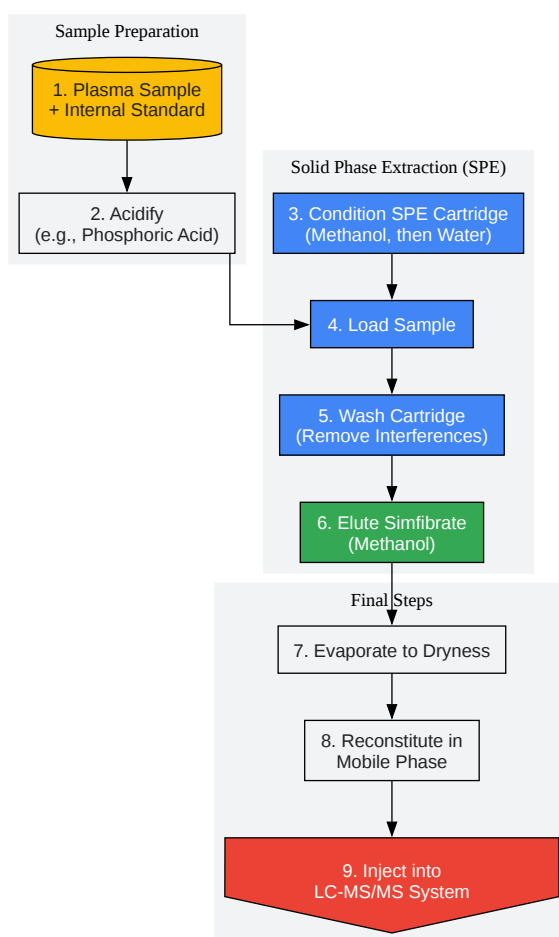 Sample Preparation
1. Plasma Sample
+ Internal Standard
2. Acidify
(e.g., Phosphoric Acid)
Solid Phase Extraction (SPE)
3. Condition SPE Cartridge
(Methanol, then Water)
4. Load Sample
5. Wash Cartridge
(Remove Interferences)
6. Elute Simfibrate
(Methanol)
Final Steps
7. Evaporate to Dryness
8. Reconstitute in
Mobile Phase
9. Inject into
LC-MS/MS System